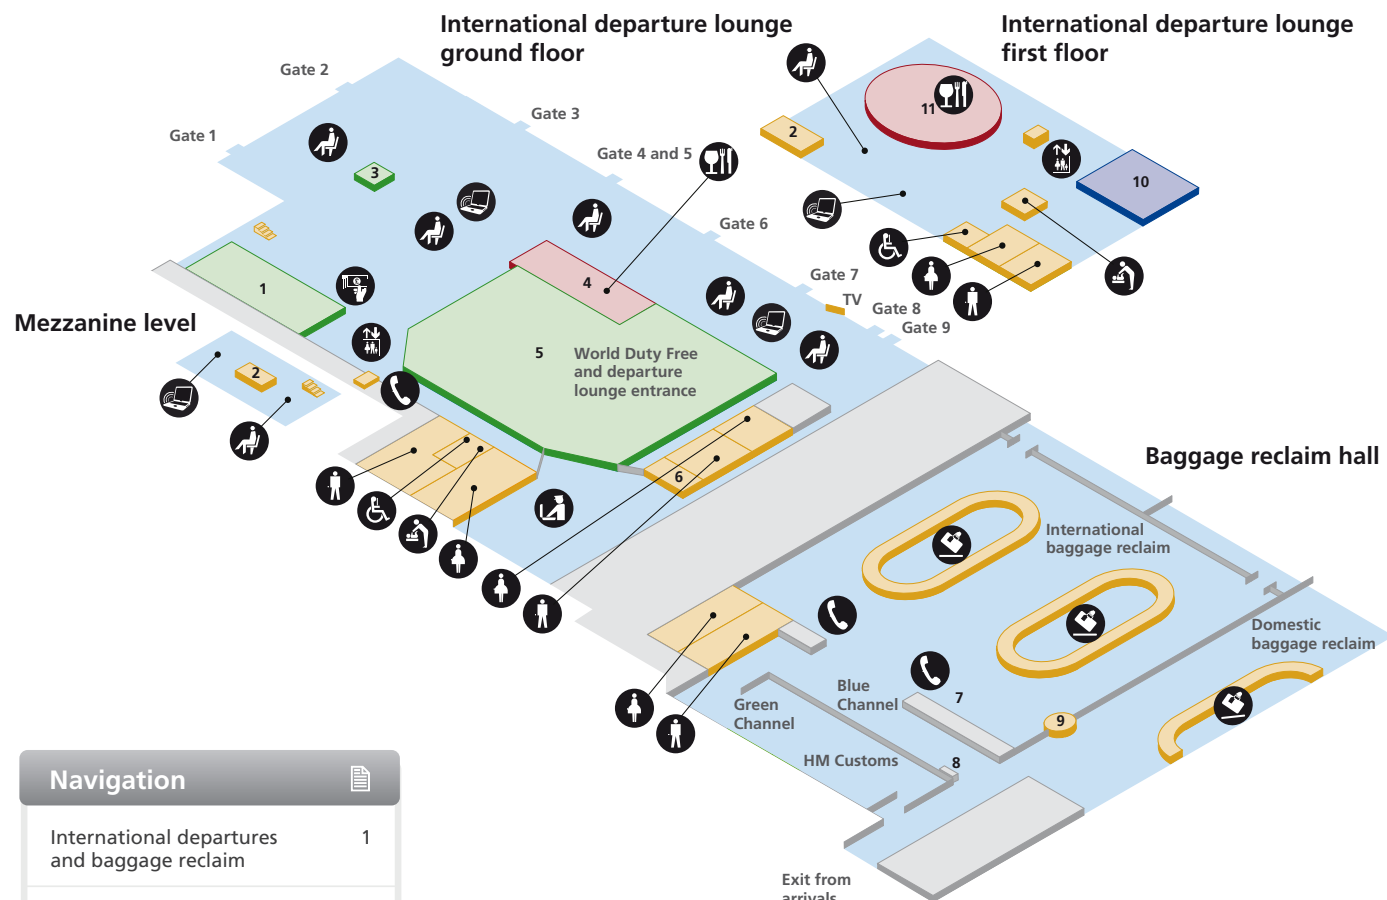 International departure lounge
ground floor
International departure lounge
first floor
Gate 2
Gate 1
Gate 3
Gate 4 and 5
Gate 6
Gate 7
TV
Gate 8
Gate 9
3
2
11
10
1
4
5
World Duty Free
and departure
lounge entrance
Mezzanine level
2
6
Baggage reclaim hall
International
baggage reclaim
Domestic
baggage reclaim
Blue
Channel
7
Green
Channel
9
HM Customs
8
Exit from
arrivals
Navigation
International departures
and baggage reclaim
1